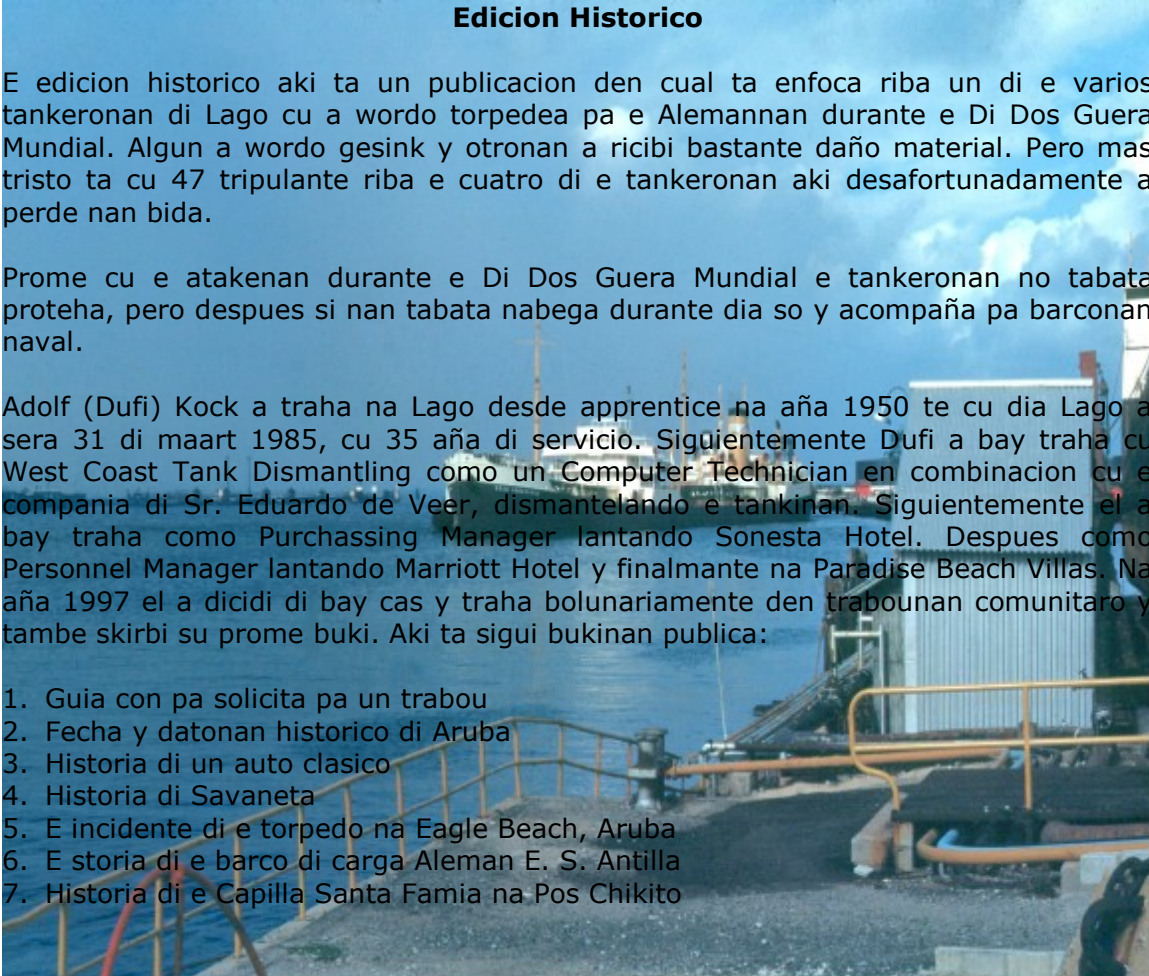 Edicion Historico
E edicion historico aki ta un publicacion den cual ta enfoca riba un di e varios
tankeronan di Lago cu a wordo torpedea pa e Alemannan durante e Di Dos Guera
Mundial. Algun a wordo gesink y otronan a ricibi bastante daño material. Pero mas
tristo ta cu 47 tripulante riba e cuatro di e tankeronan aki desafortunadamente a
perde nan bida.
Prome cu e atakenan durante e Di Dos Guera Mundial e tankeronan no tabata
proteha, pero despues si nan tabata nabega durante dia so y acompaña pa barconan
naval.
Adolf (Dufi) Kock a traha na Lago desde apprentice na aña 1950 te cu dia Lago a
sera 31 di maart 1985, cu 35 aña di servicio. Siguientemente Dufi a bay traha cu
West Coast Tank Dismantling como un Computer Technician en combinacion cu e
compania di Sr. Eduardo de Veer, dismantelando e tankinan. Siguientemente el a
bay traha como Purchassing Manager lantando Sonesta Hotel. Despues como
Personnel Manager lantando Marriott Hotel y finalmante na Paradise Beach Villas. Na
aña 1997 el a dicidi di bay cas y traha bolunariamente den trabounan comunitaro y
tambe skirbi su prome buki. Aki ta sigui bukinan publica:
1. Guia con pa solicita pa un trabou
2. Fecha y datonan historico di Aruba
3. Historia di un auto clasico
4. Historia di Savaneta
5. E incidente di e torpedo na Eagle Beach, Aruba
6. E storia di e barco di carga Aleman E. S. Antilla
7. Historia di e Capilla Santa Famia na Pos Chikito